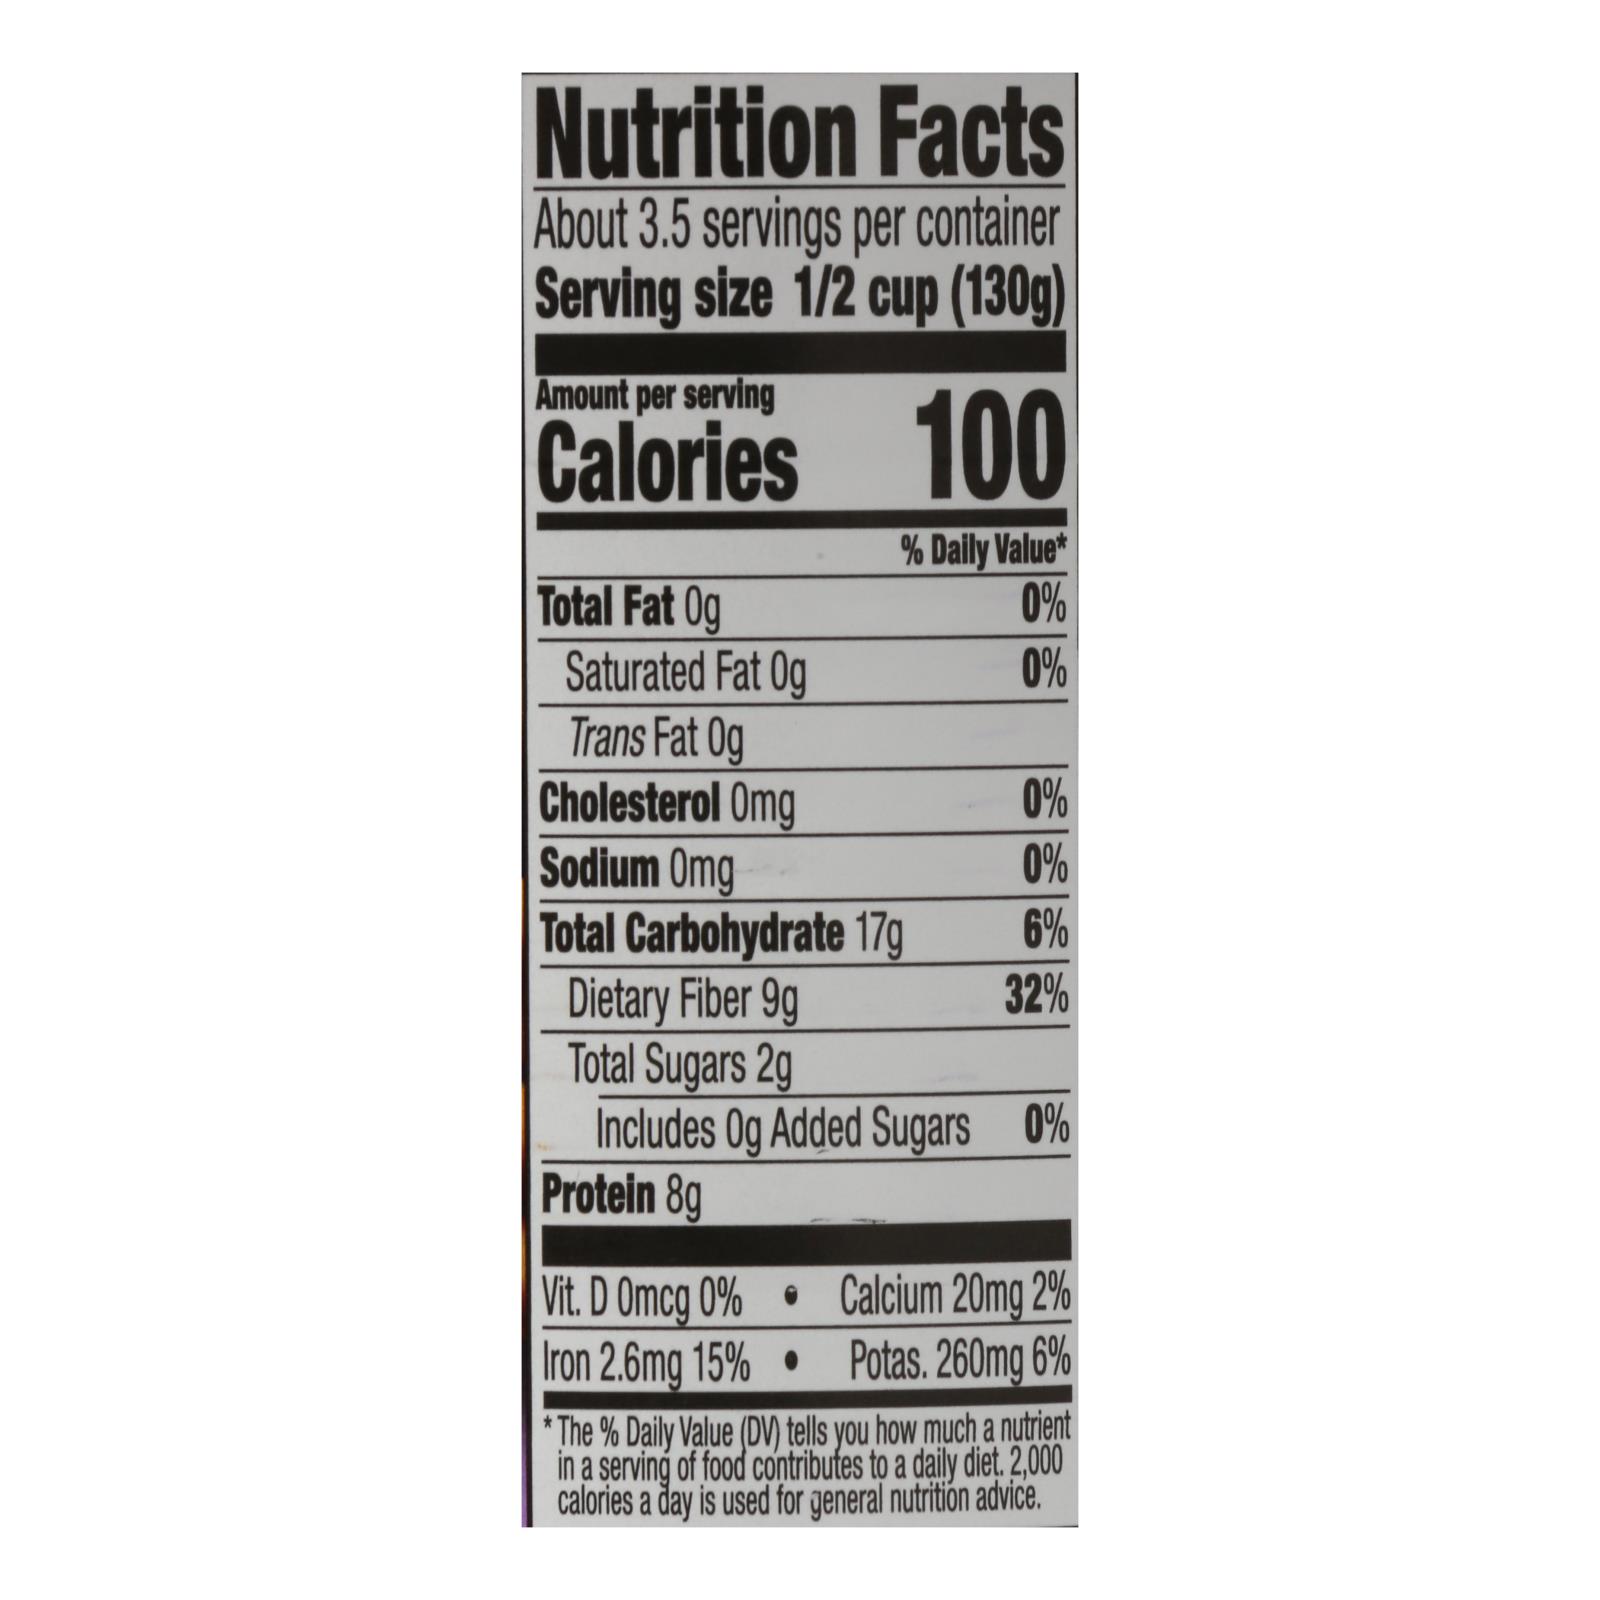 Nutrition Facts
About 3.5 servings per container
Serving size 1/2 cup (130g)
Amount per serving
Calories 100
% Daily Value*
Total Fat 0g 0%
Saturated Fat 0g 0%
Trans Fat 0g
Cholesterol 0mg 0%
Sodium 0mg 0%
Total Carbohydrate 17g 6%
Dietary Fiber 9g 32%
Total Sugars 2g
Includes 0g Added Sugars 0%
Protein 8g
Vit. D 0mcg 0% • Calcium 20mg 2%
Iron 2.6mg 15% • Potas. 260mg 6%
* The % Daily Value (DV) tells you how much a nutrient
in a serving of food contributes to a daily diet. 2,000
calories a day is used for general nutrition advice.